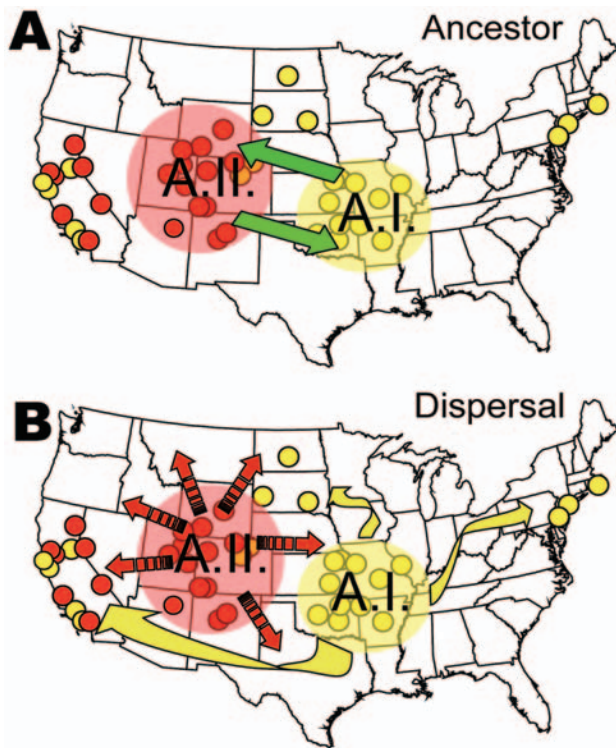 A
Ancestor
A.II.
A.I.
B
Dispersal
A.II.
A.I.